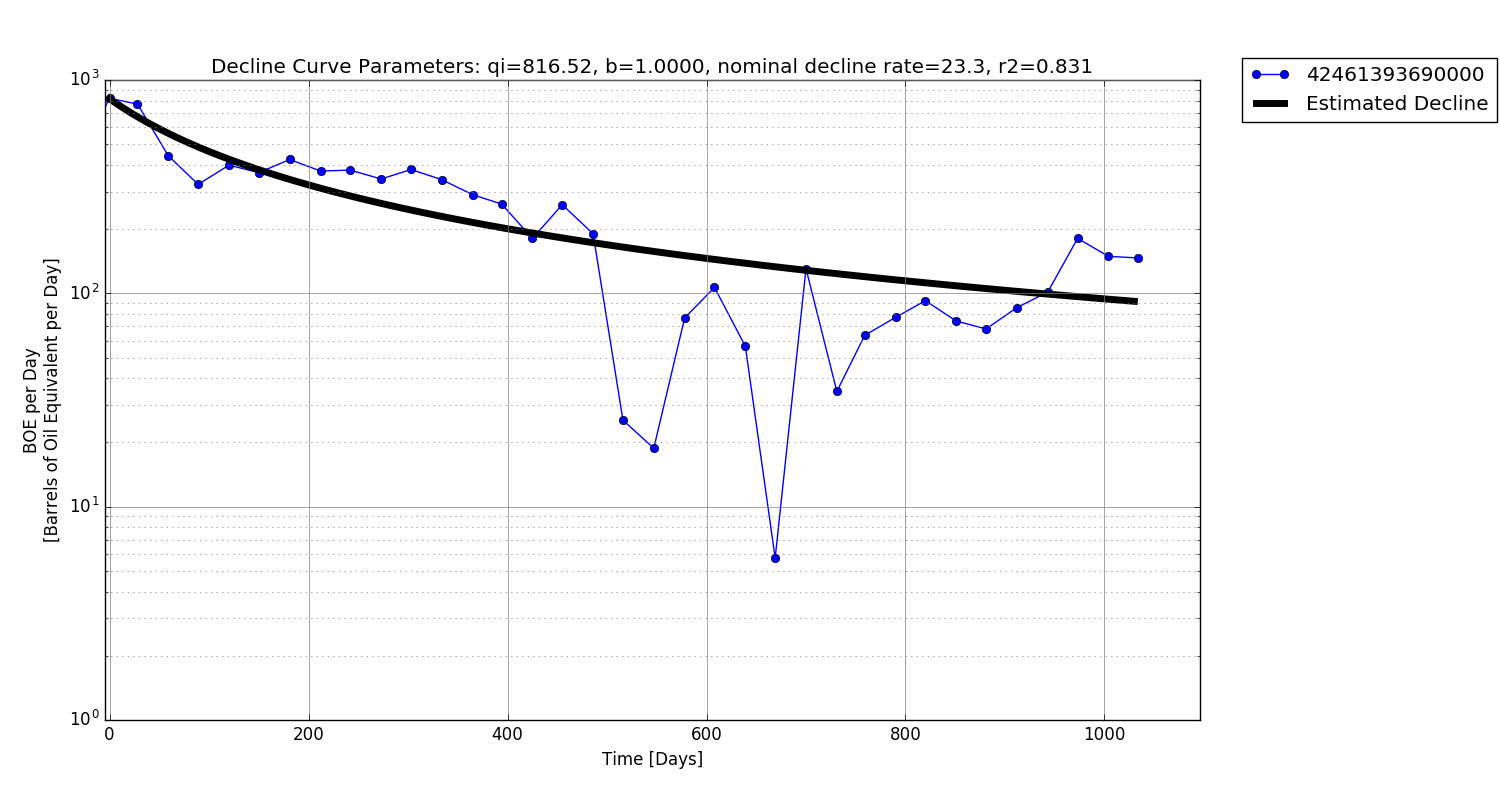 Decline Curve Parameters: qi=816.52, b=1.0000, nominal decline rate=23.3, r2=0.831
42461393690000
Estimated Decline
10^3
10^2
10^1
10^0
BOE per Day
[Barrels of Oil Equivalent per Day]
0 200 400 600 800 1000
Time [Days]